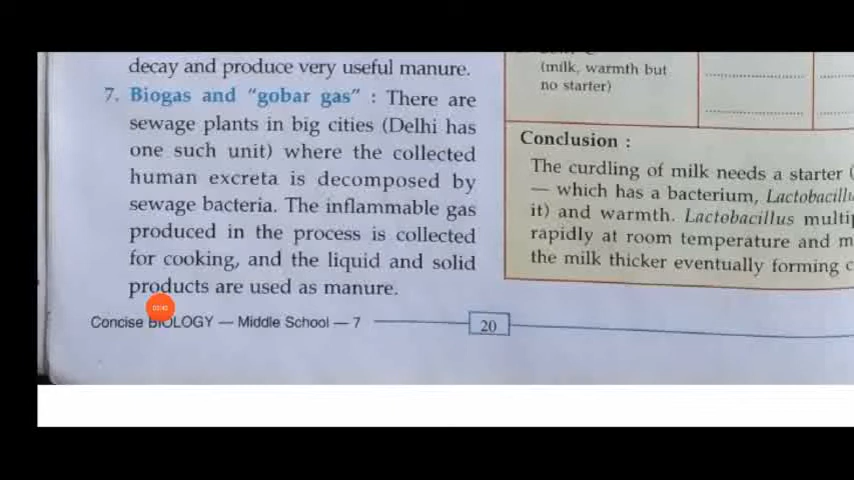 decay and produce very useful manure.
7. Biogas and "gobar gas" : There are
sewage plants in big cities (Delhi has
one such unit) where the collected
human excreta is decomposed by
sewage bacteria. The inflammable gas
produced in the process is collected
for cooking, and the liquid and solid
products are used as manure.
(milk, warmth but
no starter)
Conclusion :
The curdling of milk needs a starter (
— which has a bacterium, Lactobacillu
it) and warmth. Lactobacillus multip
rapidly at room temperature and m
the milk thicker eventually forming c
Concise BIOLOGY — Middle School — 7
20